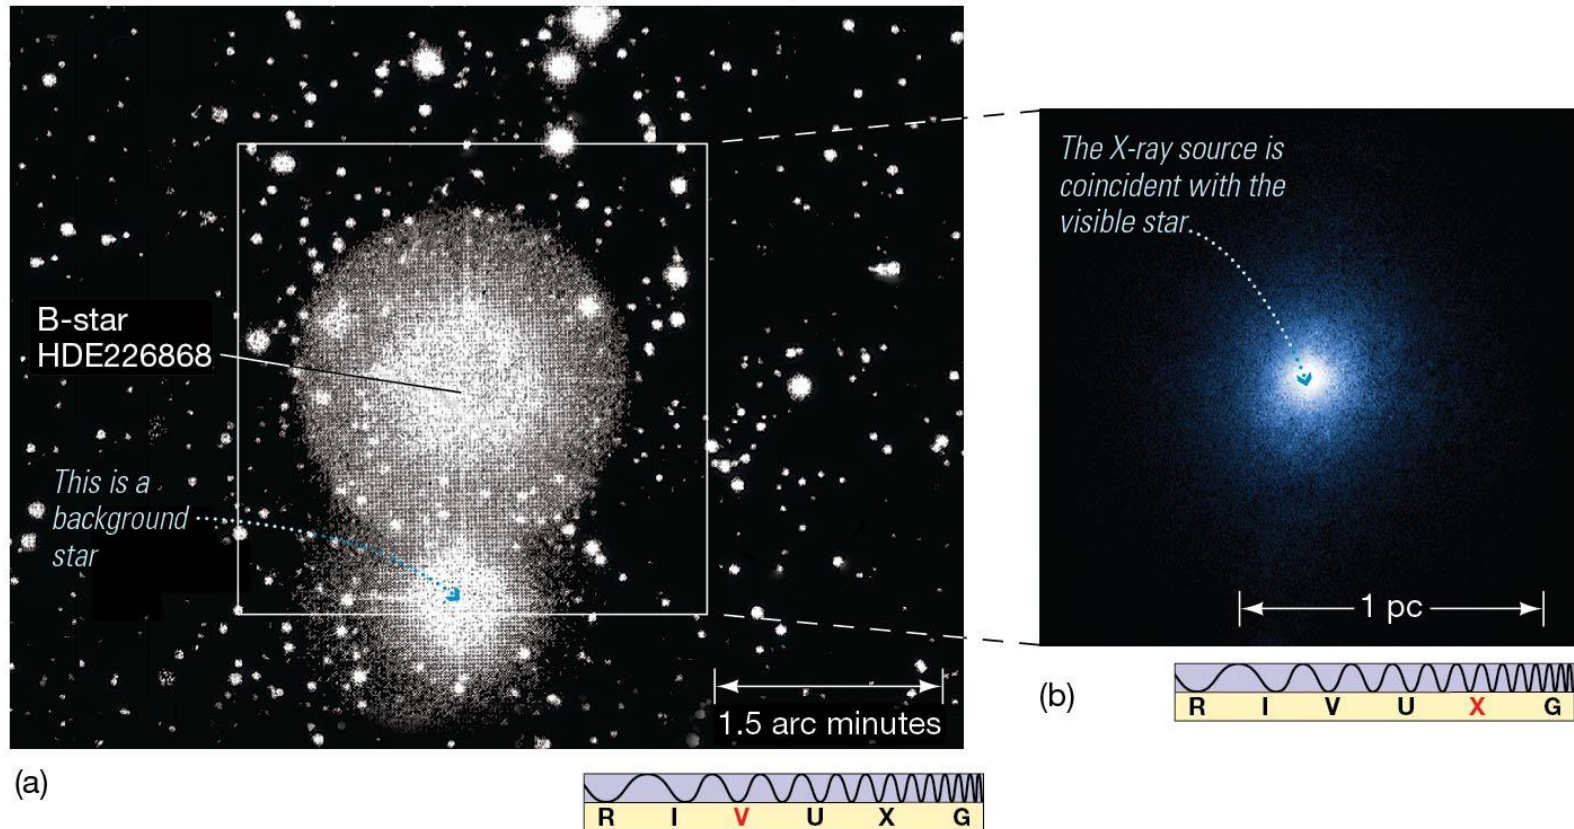 B-star
HDE226868
This is a
background
star
1.5 arc minutes
(a)
R I V U X G
The X-ray source is
coincident with the
visible star
1 pc
(b)
R I V U X G